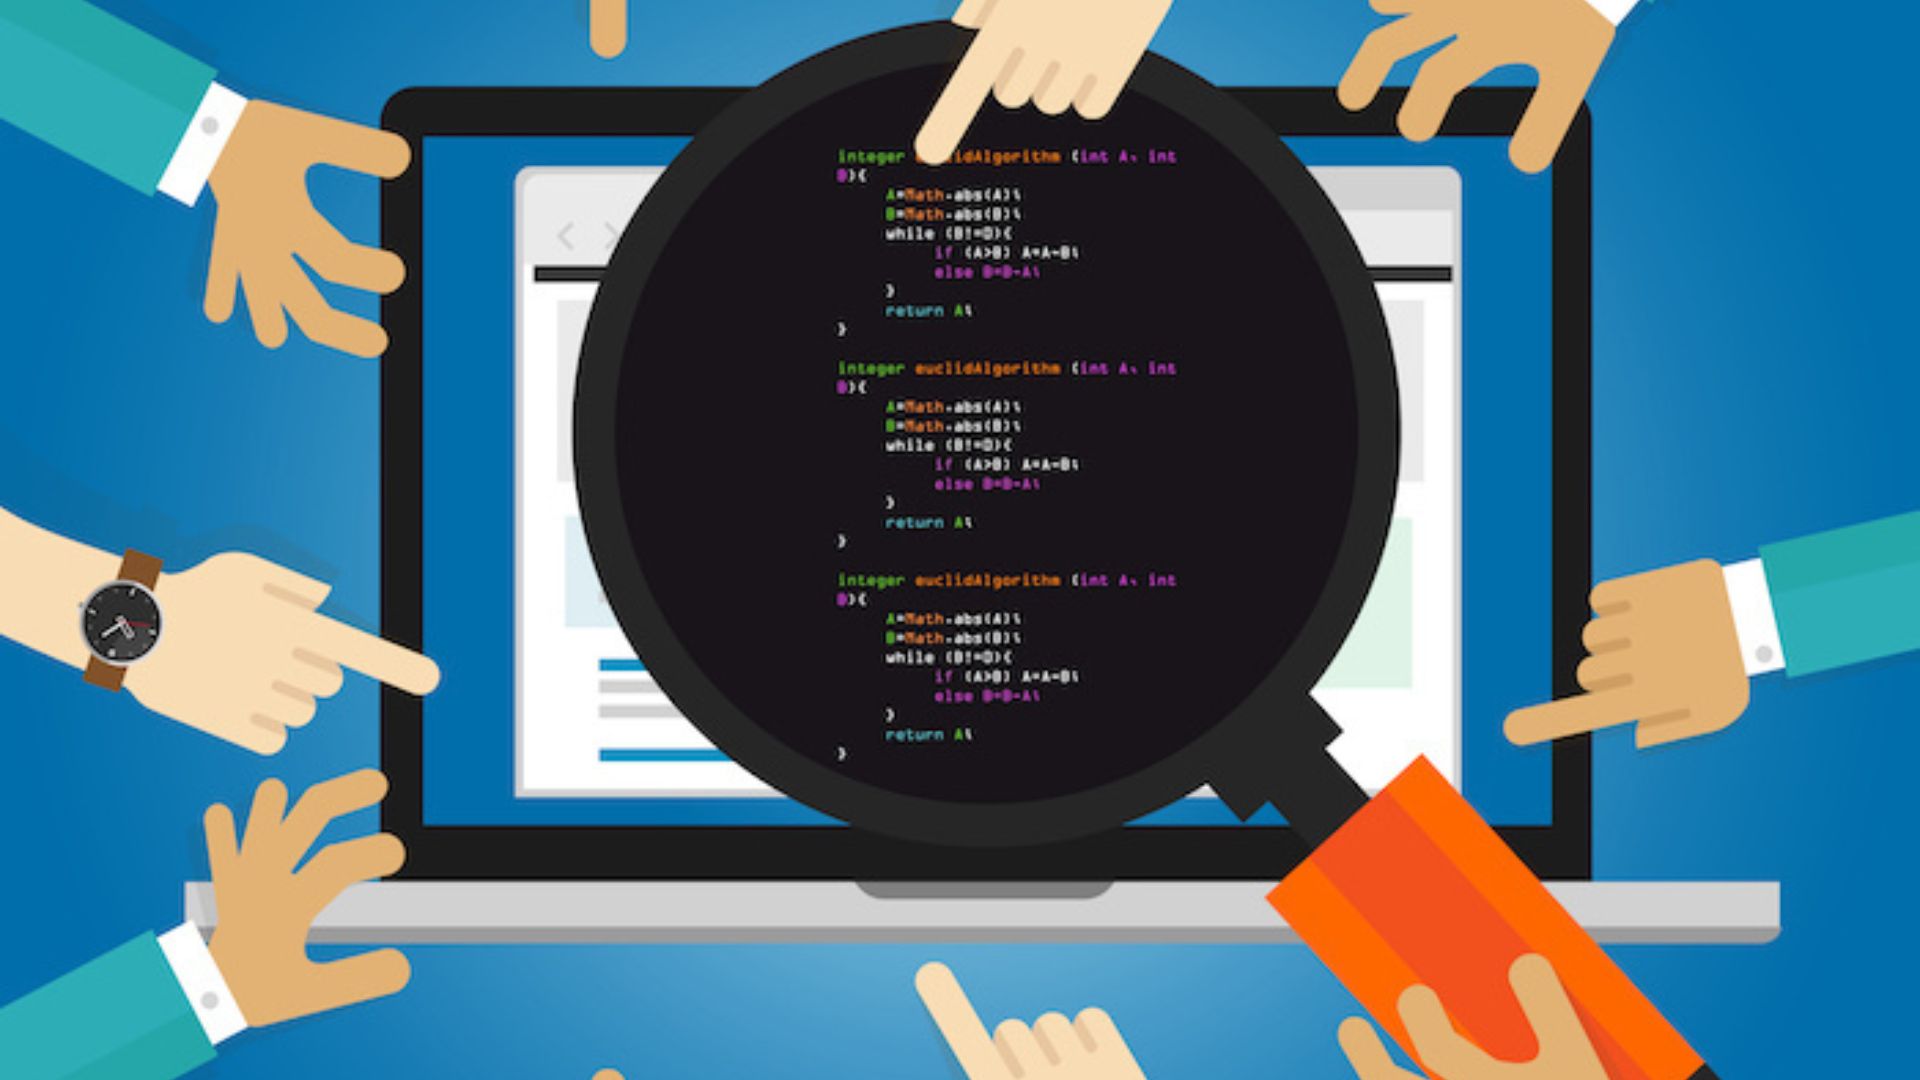 integer lidAlgorithm (int A, int
B){
A=Math.abs(A);
B=Math.abs(B);
while (B!=0){
if (A>B) A=A-B;
else B=B-A;
}
return A;
}
integer euclidAlgorithm (int A, int
B){
A=Math.abs(A);
B=Math.abs(B);
while (B!=0){
if (A>B) A=A-B;
else B=B-A;
}
return A;
}
integer euclidAlgorithm (int A, int
B){
A=Math.abs(A);
B=Math.abs(B);
while (B!=0){
if (A>B) A=A-B;
else B=B-A;
}
return A;
}